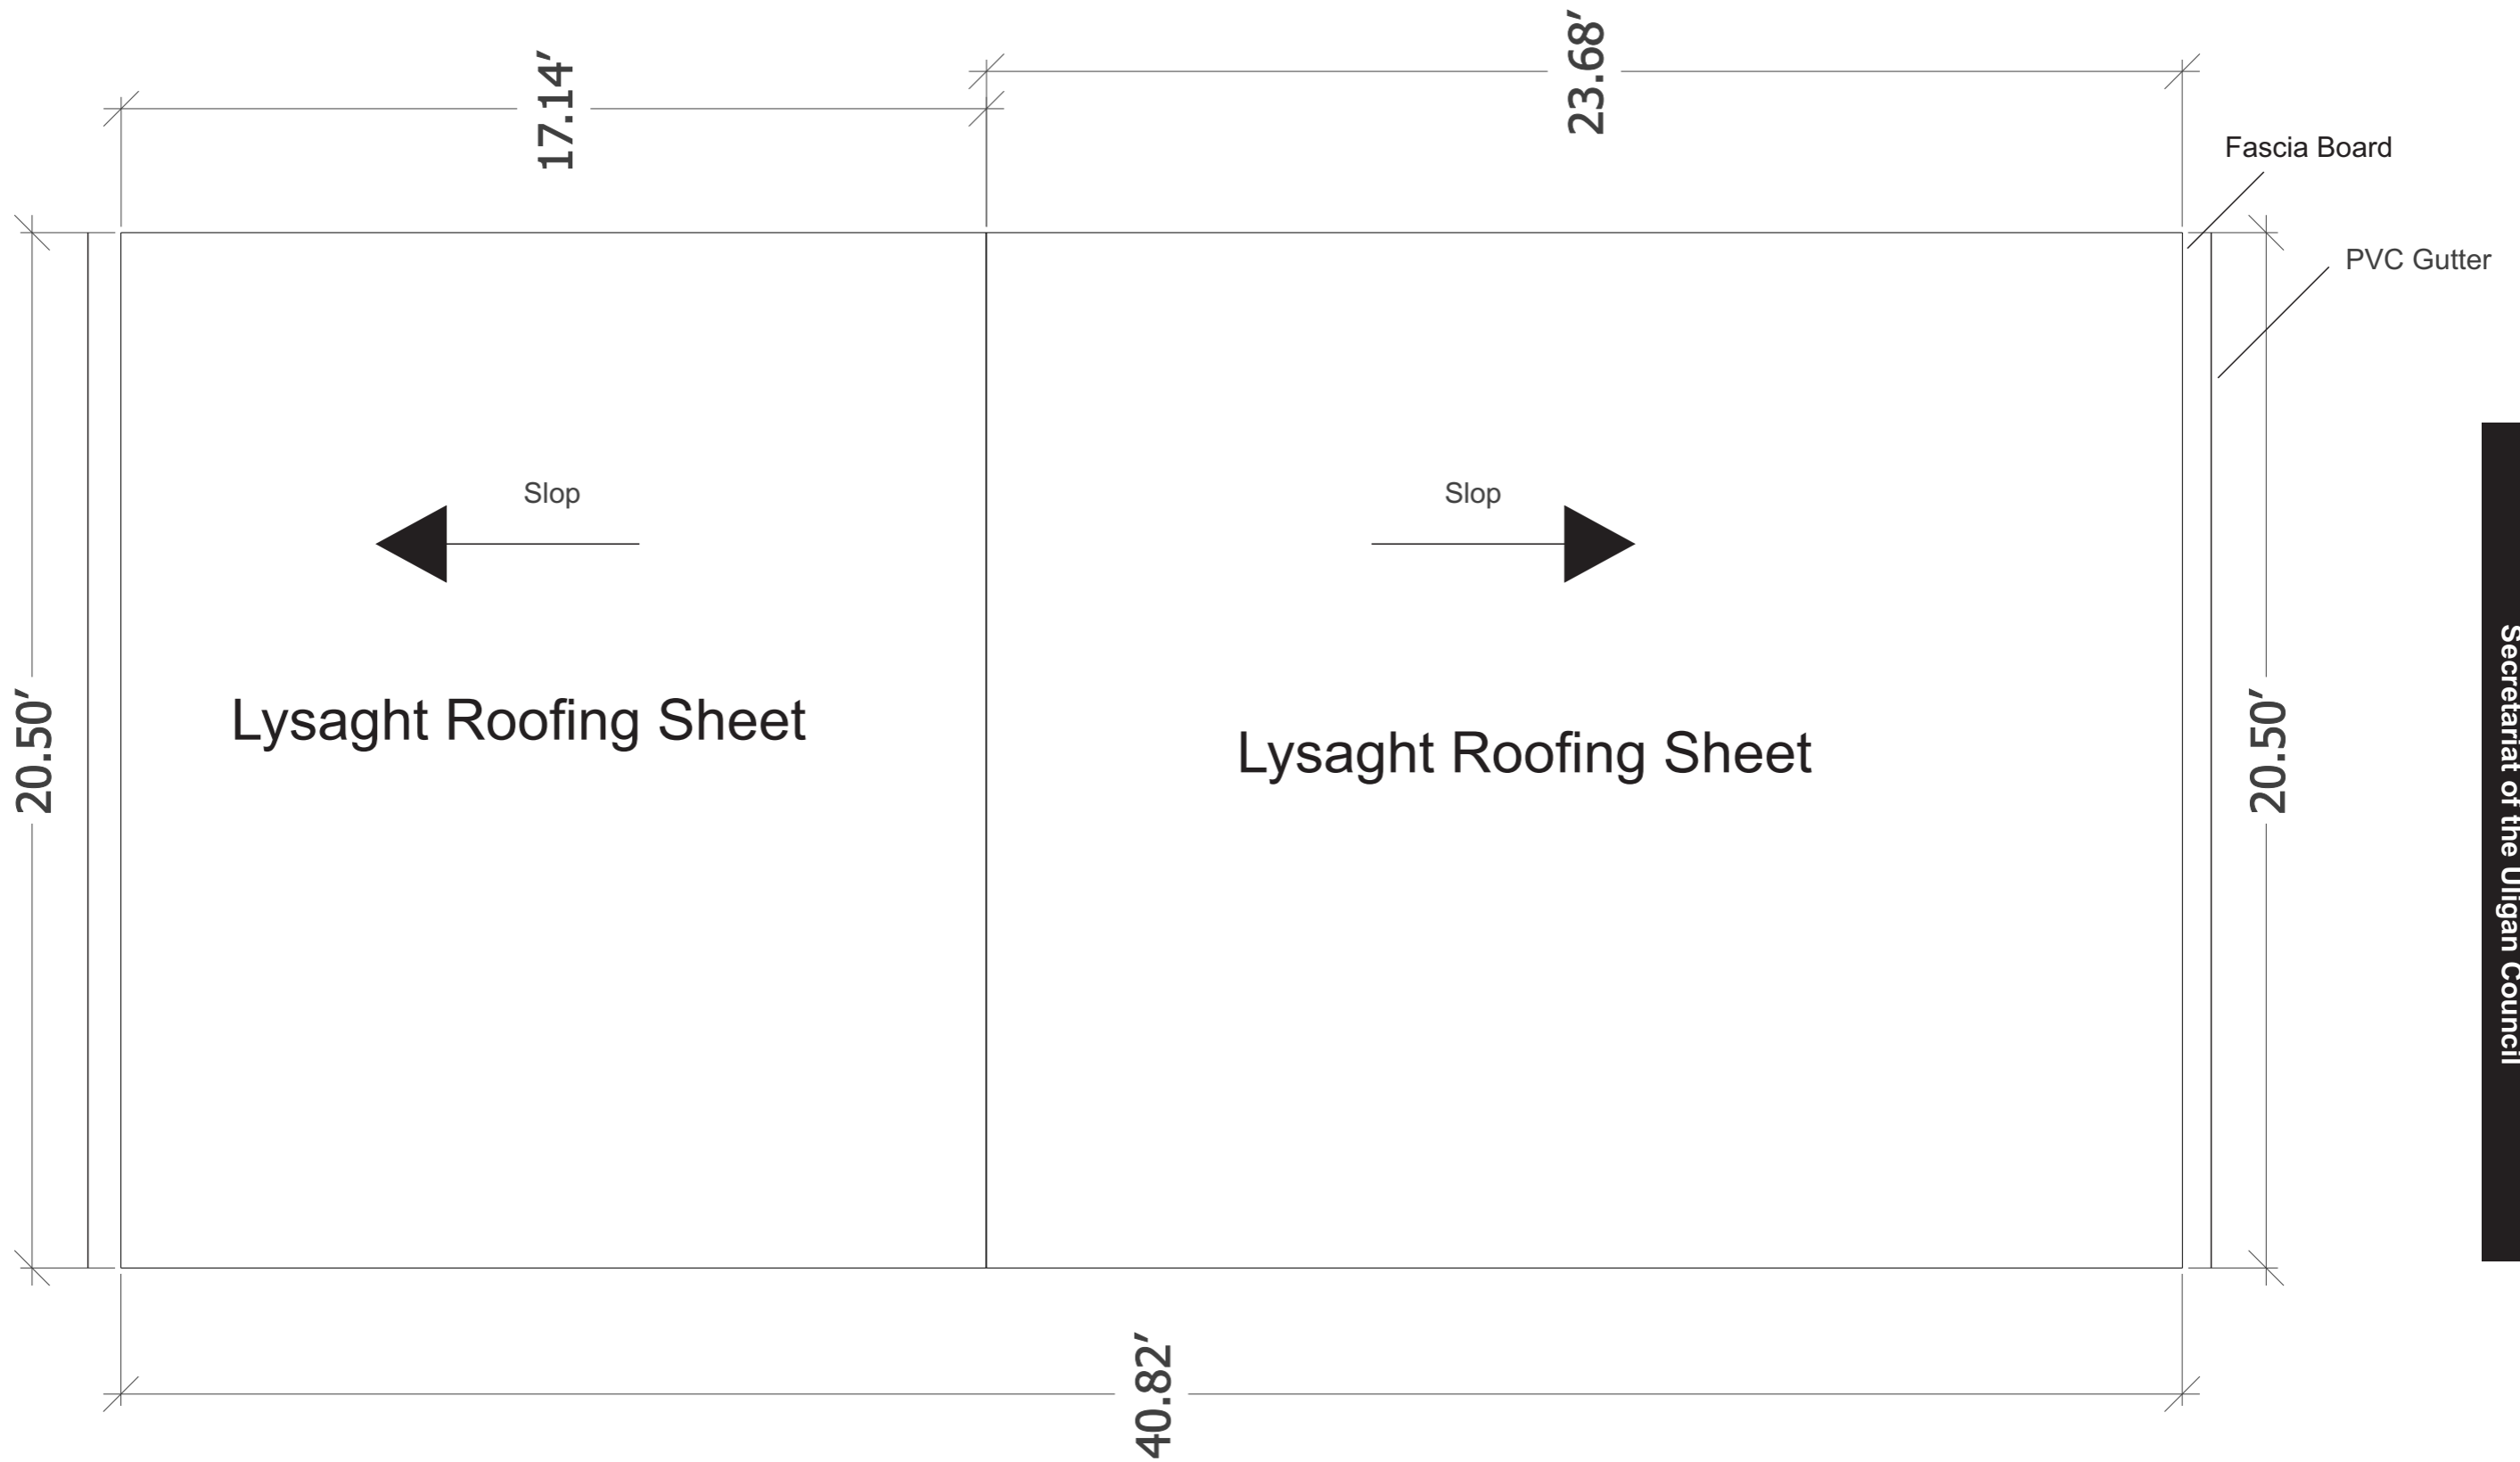 17.14'
23.68'
Fascia Board
PVC Gutter
Slop
Slop
Lysaght Roofing Sheet
Lysaght Roofing Sheet
20.50'
20.50'
Secretariat of the Uligan Council
40.82'